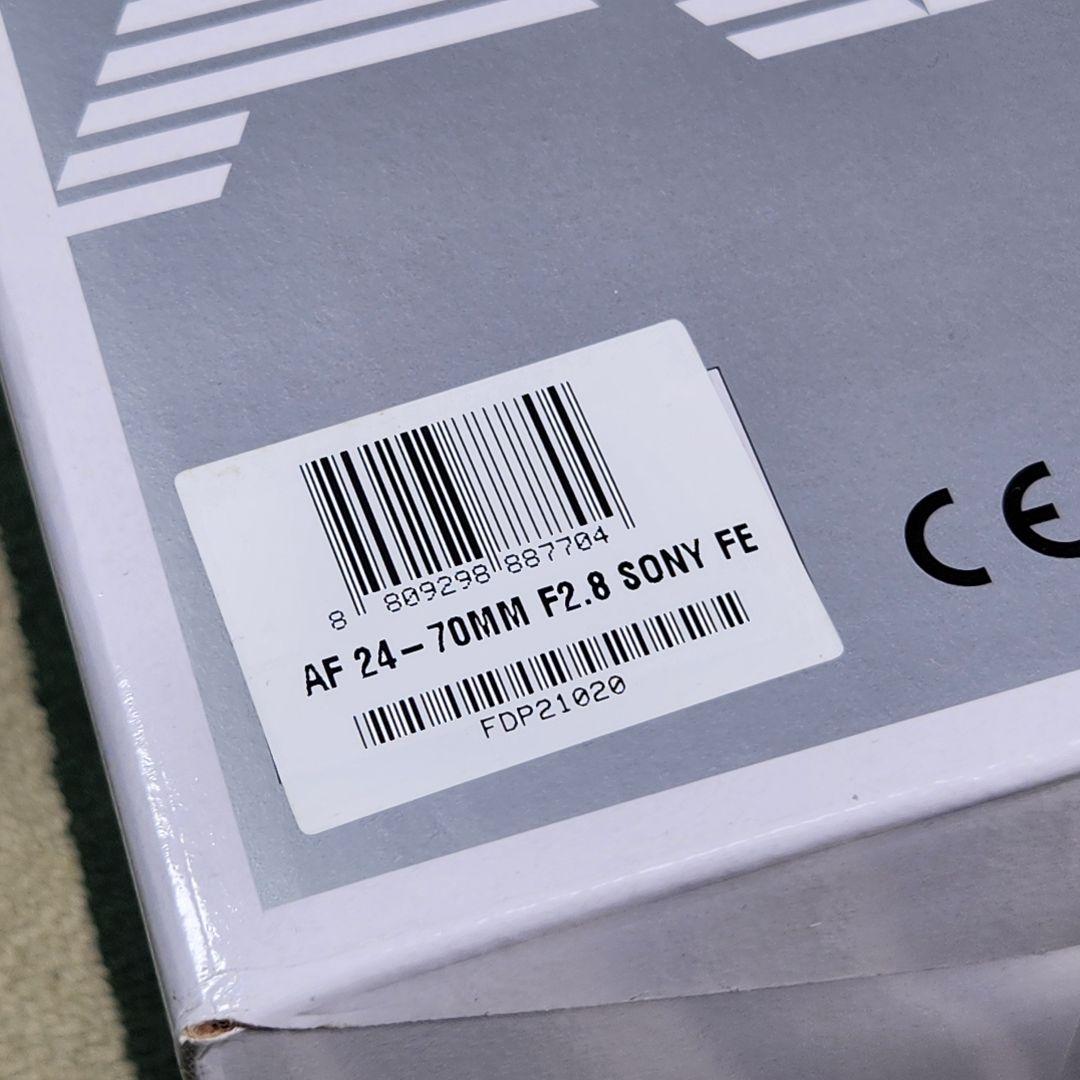 8 809298 887704
AF 24-70MM F2.8 SONY FE
FDP21020
CE